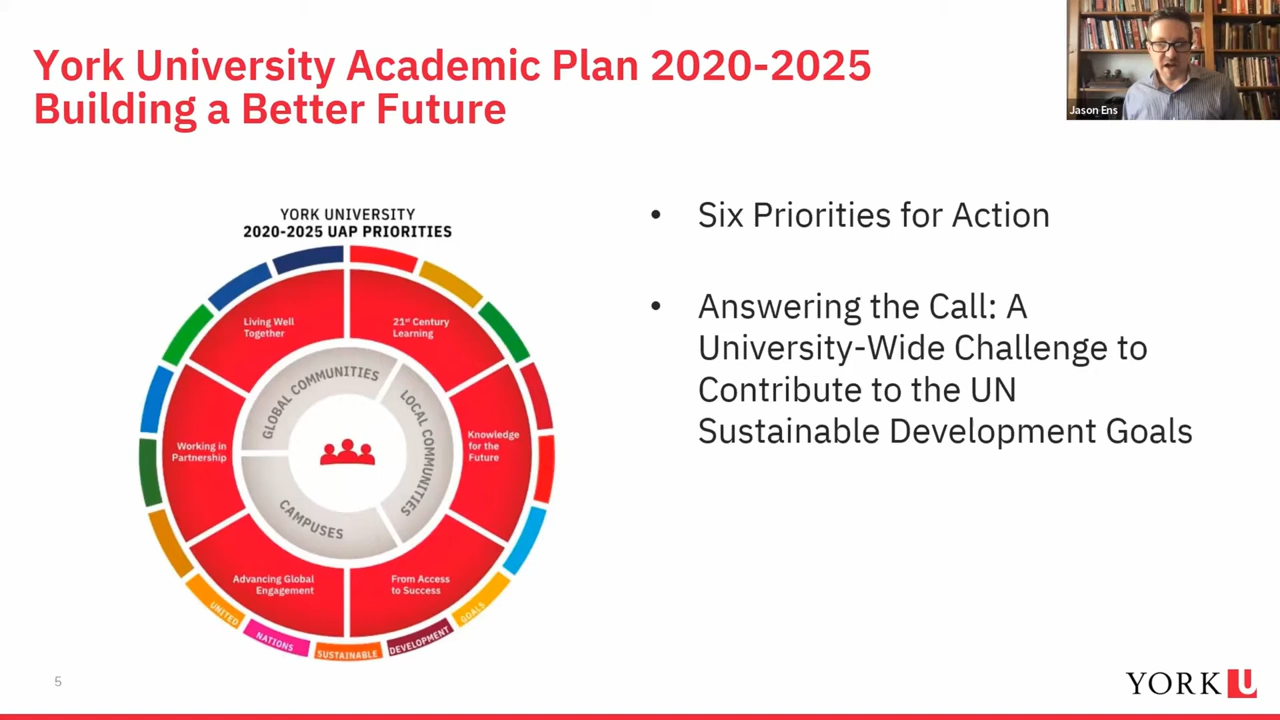 York University Academic Plan 2020-2025
Building a Better Future
Jason Ens
YORK UNIVERSITY
2020-2025 UAP PRIORITIES
Living Well
Together
21st Century
Learning
Knowledge
for the
Future
From Access
to Success
Advancing Global
Engagement
Working in
Partnership
GLOBAL COMMUNITIES
LOCAL COMMUNITIES
CAMPUSES
UNITED
NATIONS
SUSTAINABLE
DEVELOPMENT
GOALS
• Six Priorities for Action
• Answering the Call: A
University-Wide Challenge to
Contribute to the UN
Sustainable Development Goals
5
YORK U